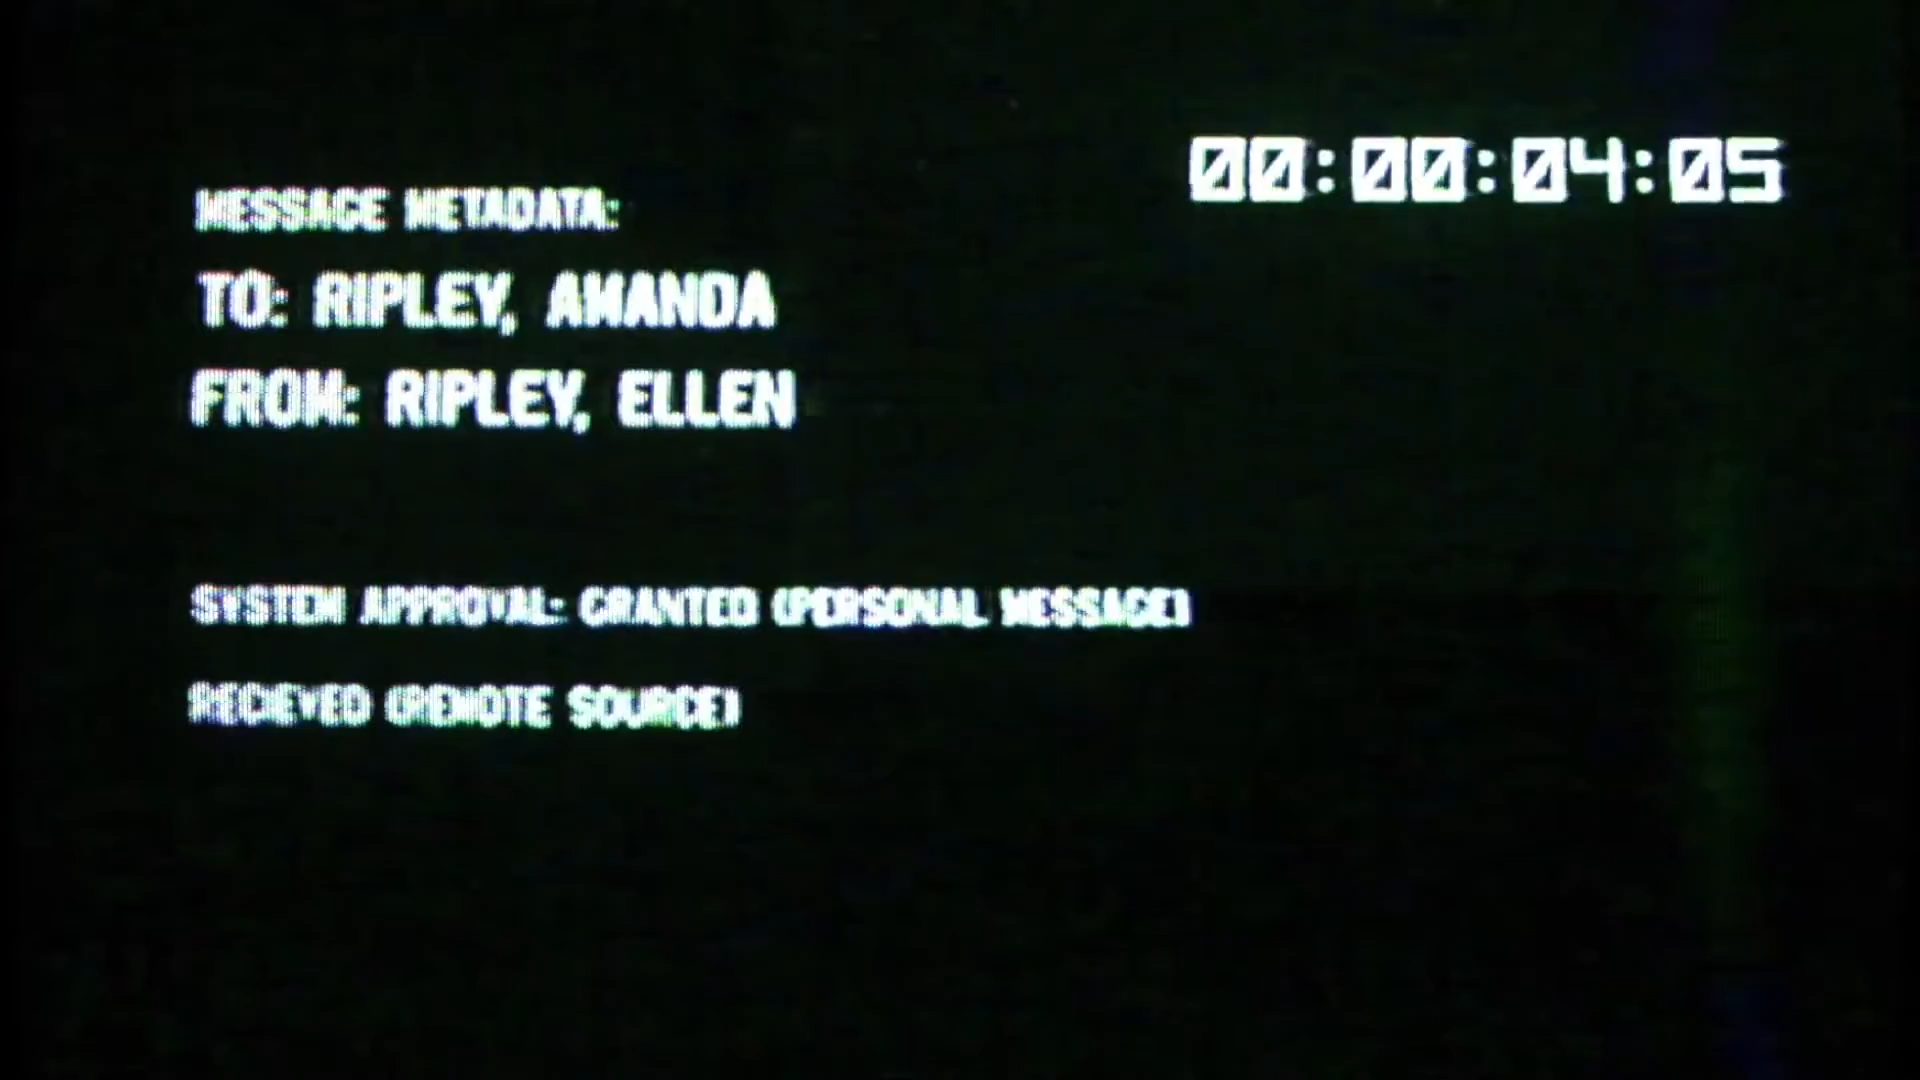 00:00:04:05
MESSAGE METADATA:
TO: RIPLEY, AMANDA
FROM: RIPLEY, ELLEN
SYSTEM APPROVAL: GRANTED (PERSONAL MESSAGE)
RECIEVED (REMOTE SOURCE)